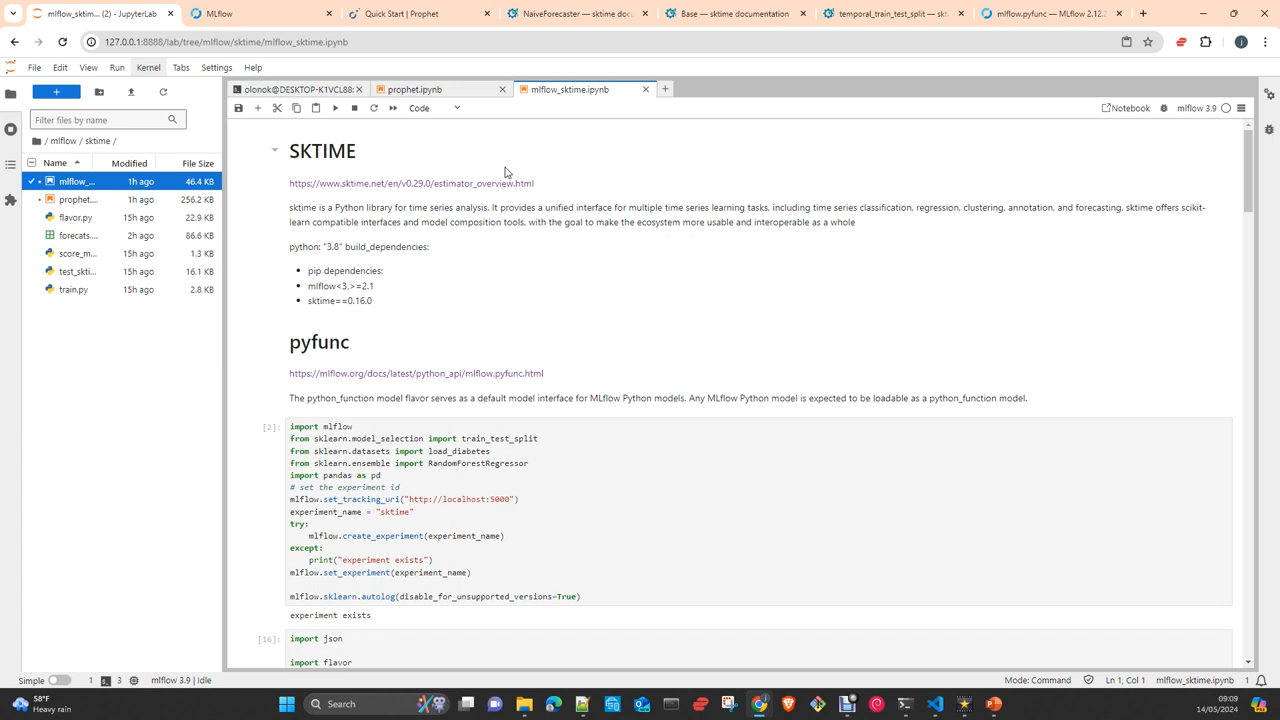 mlflow_sktime... (2) - JupyterLab
MLflow
Quick Start | Prophet
NaiveForecaster — sktime docu...
Base — sktime documentation
temporal_train_test_split — skti...
mlflow.pyfunc — MLflow 2.12.2...
127.0.0.1:8888/lab/tree/mlflow/sktime/mlflow_sktime.ipynb
File Edit View Run Kernel Tabs Settings Help
olonok@DESKTOP-K1VCL88:
prophet.ipynb
mlflow_sktime.ipynb
Code
Notebook
mlflow 3.9
Filter files by name
/ mlflow / sktime /
Name Modified File Size
mlflow_... 1h ago 46.4 KB
prophet.... 1h ago 256.2 KB
flavor.py 15h ago 22.9 KB
forecats.... 2h ago 86.6 KB
score_m... 15h ago 1.3 KB
test_skti... 15h ago 16.1 KB
train.py 15h ago 2.8 KB
SKTIME
https://www.sktime.net/en/v0.29.0/estimator_overview.html
sktime is a Python library for time series analysis. It provides a unified interface for multiple time series learning tasks, including time series classification, regression, clustering, annotation, and forecasting. sktime offers scikit-
learn compatible interfaces and model composition tools, with the goal to make the ecosystem more usable and interoperable as a whole
python: "3.8" build_dependencies:
• pip dependencies:
• mlflow<3.>=2.1
• sktime==0.16.0
pyfunc
https://mlflow.org/docs/latest/python_api/mlflow.pyfunc.html
The python_function model flavor serves as a default model interface for MLflow Python models. Any MLflow Python model is expected to be loadable as a python_function model.
[2]:
import mlflow
from sklearn.model_selection import train_test_split
from sklearn.datasets import load_diabetes
from sklearn.ensemble import RandomForestRegressor
import pandas as pd
# set the experiment id
mlflow.set_tracking_uri("http://localhost:5000")
experiment_name = "sktime"
try:
    mlflow.create_experiment(experiment_name)
except:
    print("experiment exists")
mlflow.set_experiment(experiment_name)
mlflow.sklearn.autolog(disable_for_unsupported_versions=True)
experiment exists
[16]:
import json
import flavor
Simple
1
3
mlflow 3.9 | Idle
Mode: Command
Ln 1, Col 1
mlflow_sktime.ipynb
1
58°F
Heavy rain
Search
09:09
14/05/2024